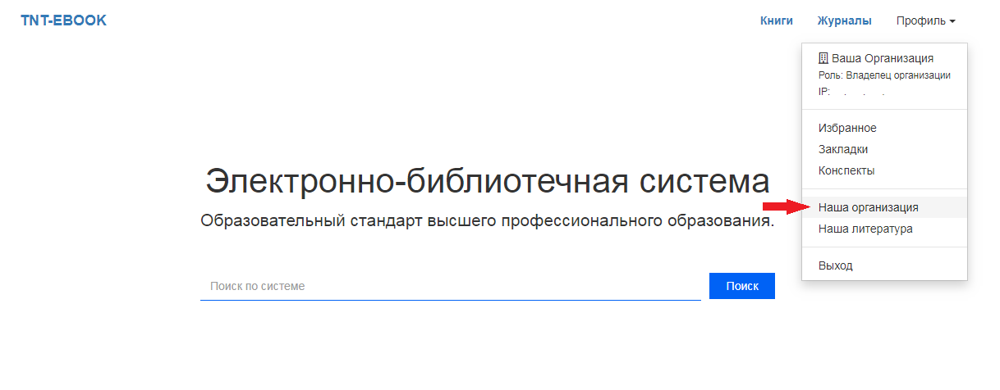 TNT-EBOOK
Книги Журналы Профиль
Ваша Организация
Роль: Владелец организации
IP: . . .
Избранное
Закладки
Конспекты
Наша организация
Наша литература
Выход
Электронно-библиотечная система
Образовательный стандарт высшего профессионального образования.
Поиск по системе Поиск